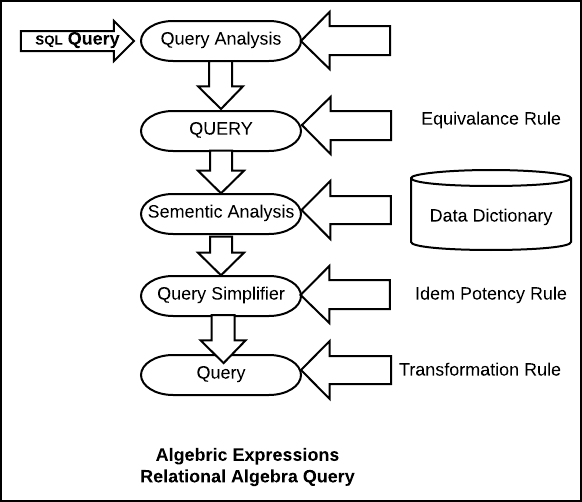 SQL Query
Query Analysis
QUERY
Equivalance Rule
Sementic Analysis
Data Dictionary
Query Simplifier
Idem Potency Rule
Query
Transformation Rule
Algebric Expressions
Relational Algebra Query